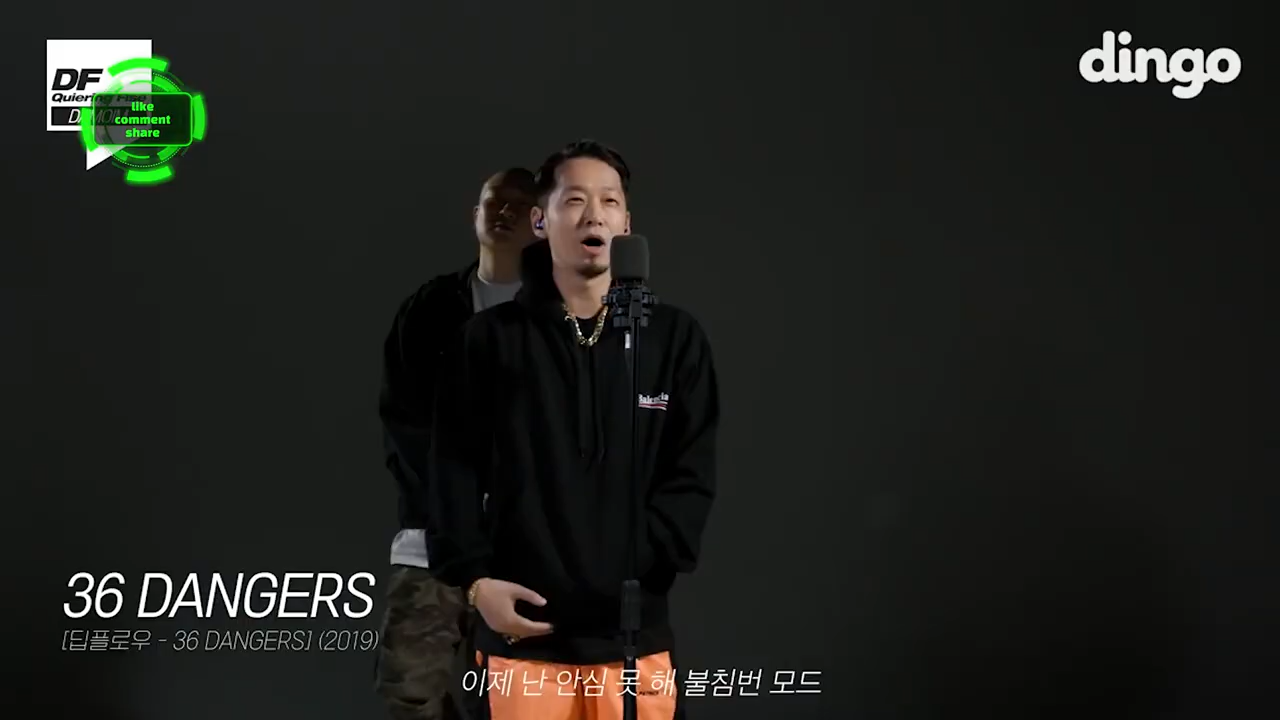 DF
like
comment
share
dingo
36 DANGERS
[딥플로우 - 36 DANGERS] (2019)
이제 난 안심 못 해 불침번 모드